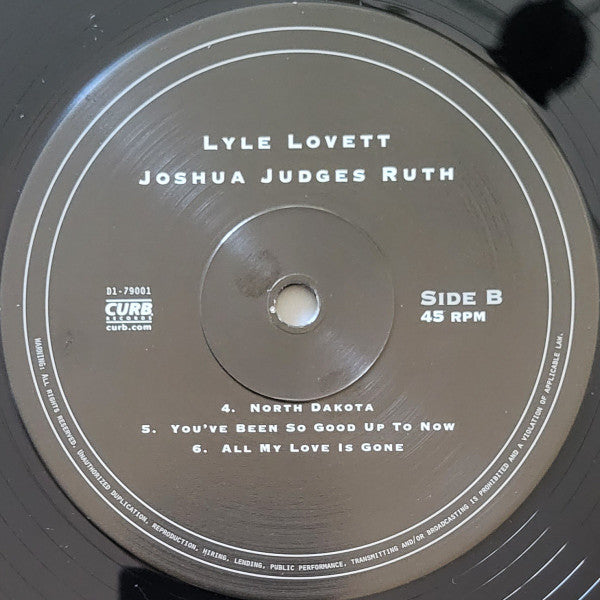 Lyle Lovett
Joshua Judges Ruth
D1-79001
CURB
RECORDS
curb.com
Side B
45 RPM
4. North Dakota
5. You've Been So Good Up To Now
6. All My Love Is Gone
WARNING: ALL RIGHTS RESERVED. UNAUTHORIZED DUPLICATION, REPRODUCTION, HIRING, LENDING, PUBLIC PERFORMANCE, TRANSMITTING AND/OR BROADCASTING IS PROHIBITED AND A VIOLATION OF APPLICABLE LAW.